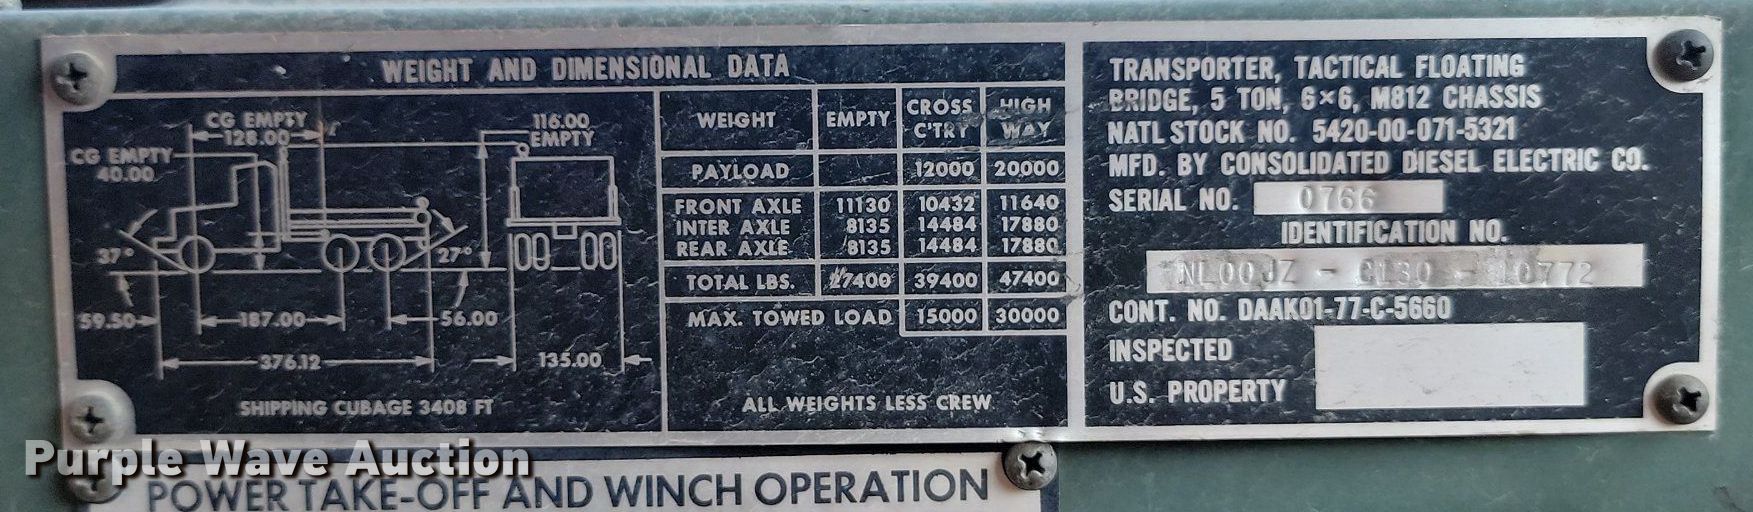 WEIGHT AND DIMENSIONAL DATA
CG EMPTY
128.00
116.00
EMPTY
CG EMPTY
40.00
37°
27°
59.50
187.00
56.00
376.12
135.00
SHIPPING CUBAGE 3408 FT
WEIGHT EMPTY CROSS C'TRY HIGH WAY
PAYLOAD 12000 20000
FRONT AXLE 11130 10432 11640
INTER AXLE 8135 14484 17880
REAR AXLE 8135 14484 17880
TOTAL LBS. 27400 39400 47400
MAX. TOWED LOAD 15000 30000
ALL WEIGHTS LESS CREW
TRANSPORTER, TACTICAL FLOATING
BRIDGE, 5 TON, 6×6, M812 CHASSIS
NATL STOCK NO. 5420-00-071-5321
MFD. BY CONSOLIDATED DIESEL ELECTRIC CO.
SERIAL NO. 0766
IDENTIFICATION NO.
NL00JZ - C130 - 10772
CONT. NO. DAAK01-77-C-5660
INSPECTED
U.S. PROPERTY
Purple Wave Auction
POWER TAKE-OFF AND WINCH OPERATION